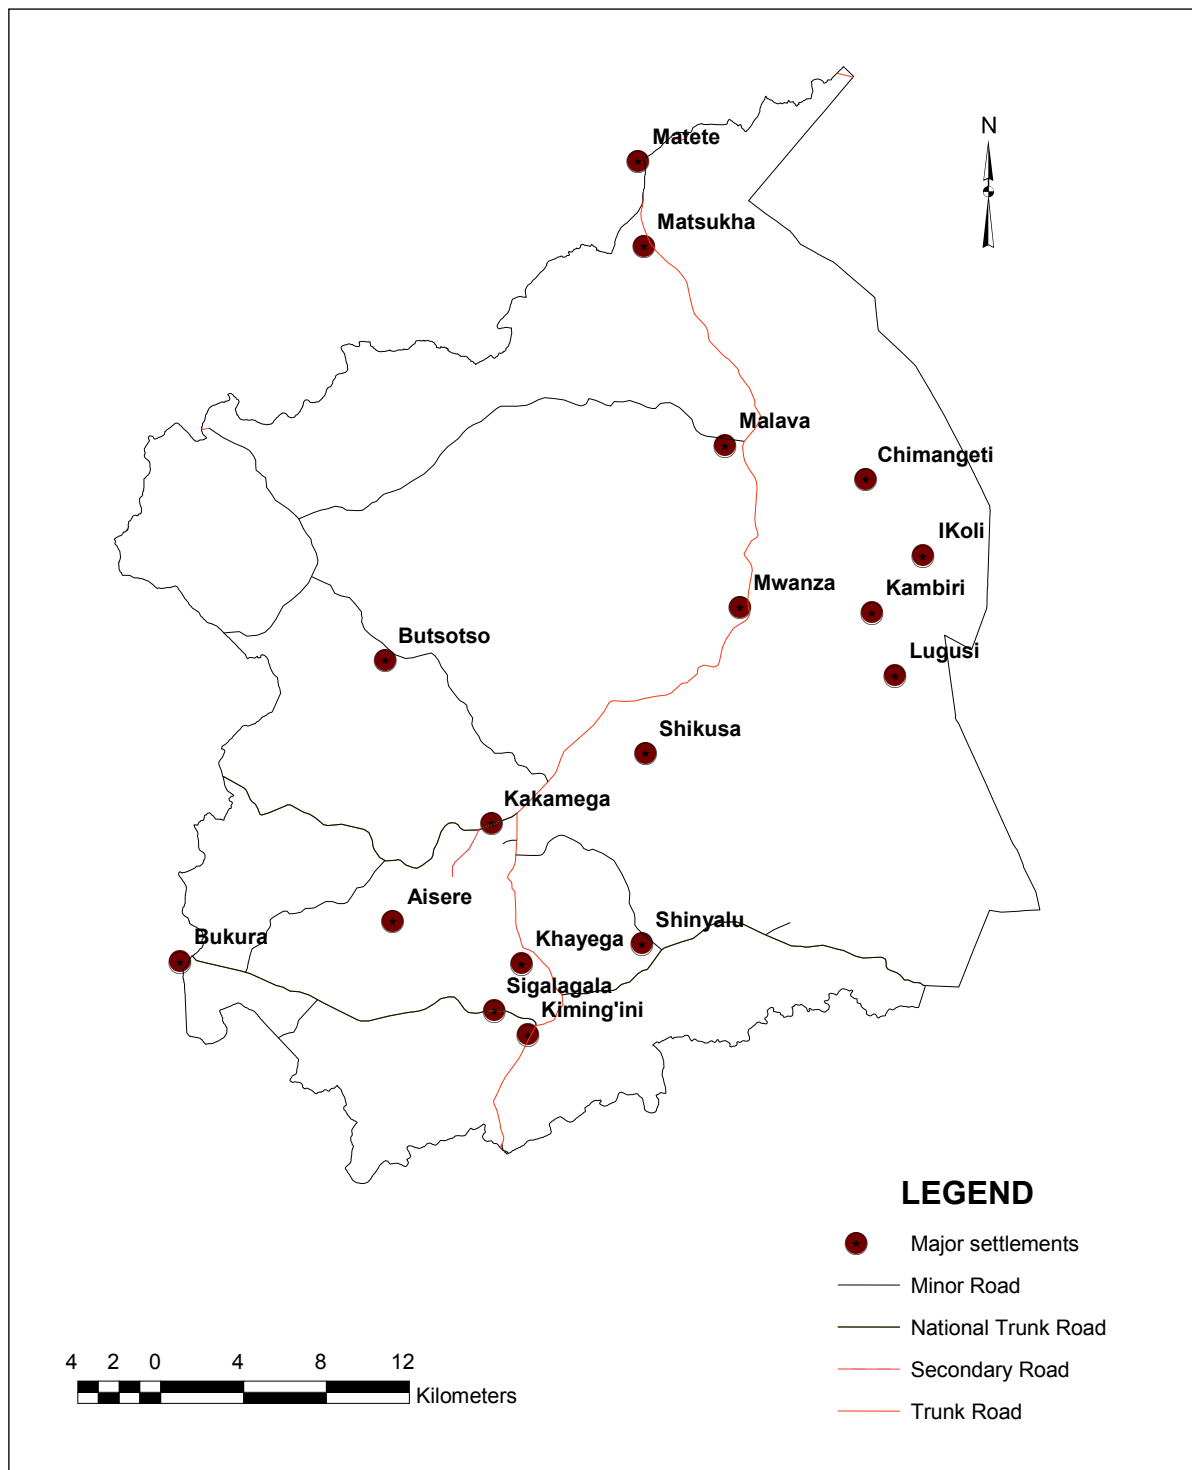 N
Matete
Matsukha
Malava
Chimangeti
IKoli
Mwanza
Kambiri
Butsotso
Lugusi
Shikusa
Kakamega
Aisere
Shinyalu
Bukura
Khayega
Sigalagala
Kiming'ini
LEGEND
Major settlements
Minor Road
National Trunk Road
Secondary Road
Trunk Road
4 2 0 4 8 12
Kilometers